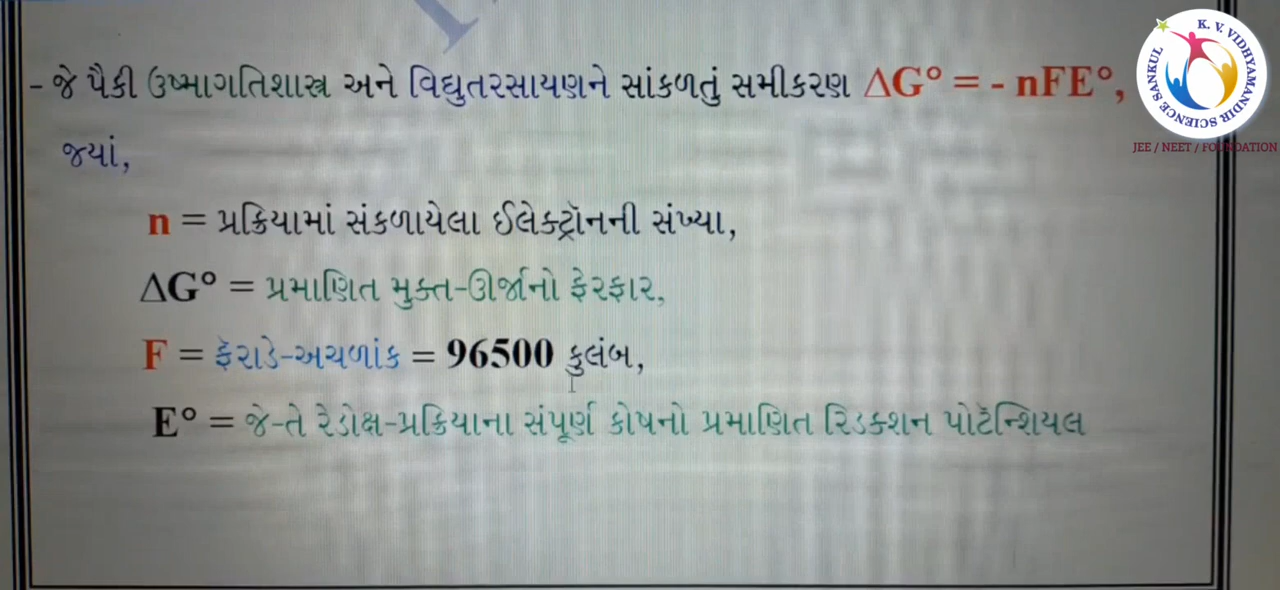 - જે પૈકી ઉષ્માગતિશાસ્ત્ર અને વિદ્યુતરસાયણને સાંકળતું સમીકરણ ΔG° = - nFE°,
જ્યાં,
n = પ્રક્રિયામાં સંકળાયેલા ઈલેક્ટ્રૉનની સંખ્યા,
ΔG° = પ્રમાણિત મુક્ત-ઊર્જાનો ફેરફાર,
F = ફૅરાડે-અચળાંક = 96500 કુલંબ,
E° = જે-તે રેડોક્ષ-પ્રક્રિયાના સંપૂર્ણ કોષનો પ્રમાણિત રિડક્શન પોટૅન્શિયલ
K. V. VIDHYAMANDIR SCIENCE SANKUL
JEE / NEET / FOUNDATION